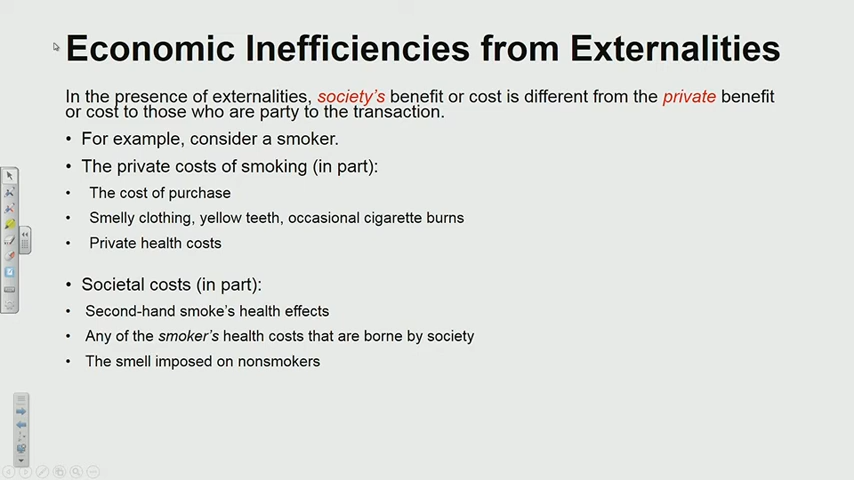 Economic Inefficiencies from Externalities
In the presence of externalities, society's benefit or cost is different from the private benefit
or cost to those who are party to the transaction.
• For example, consider a smoker.
• The private costs of smoking (in part):
• The cost of purchase
• Smelly clothing, yellow teeth, occasional cigarette burns
• Private health costs
• Societal costs (in part):
• Second-hand smoke's health effects
• Any of the smoker's health costs that are borne by society
• The smell imposed on nonsmokers